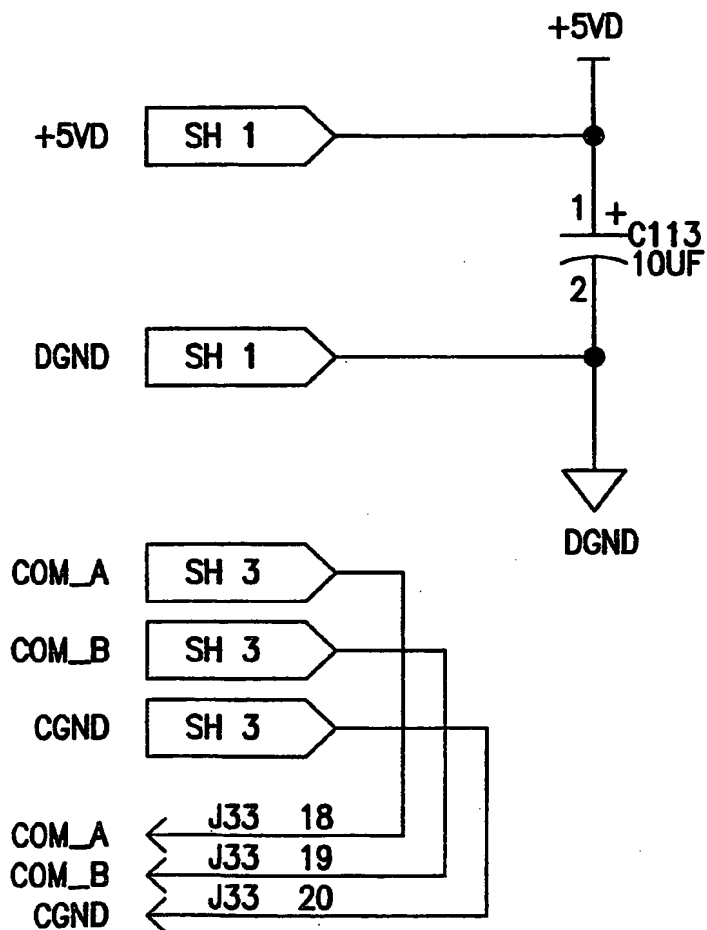 +5VD
+5VD SH 1
1 +
C113
10UF
2
DGND SH 1
DGND
COM_A SH 3
COM_B SH 3
CGND SH 3
COM_A J33 18
COM_B J33 19
CGND J33 20